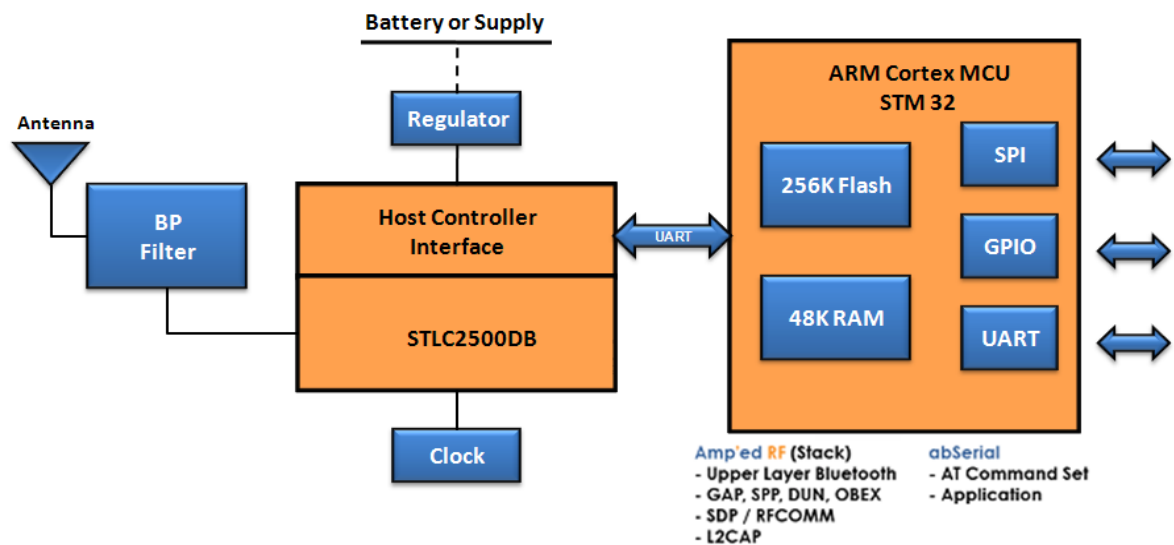 Battery or Supply
Regulator
Antenna
BP
Filter
Host Controller
Interface
STLC2500DB
Clock
UART
ARM Cortex MCU
STM 32
256K Flash
48K RAM
SPI
GPIO
UART
Amp'ed RF (Stack)
- Upper Layer Bluetooth
- GAP, SPP, DUN, OBEX
- SDP / RFCOMM
- L2CAP
abSerial
- AT Command Set
- Application